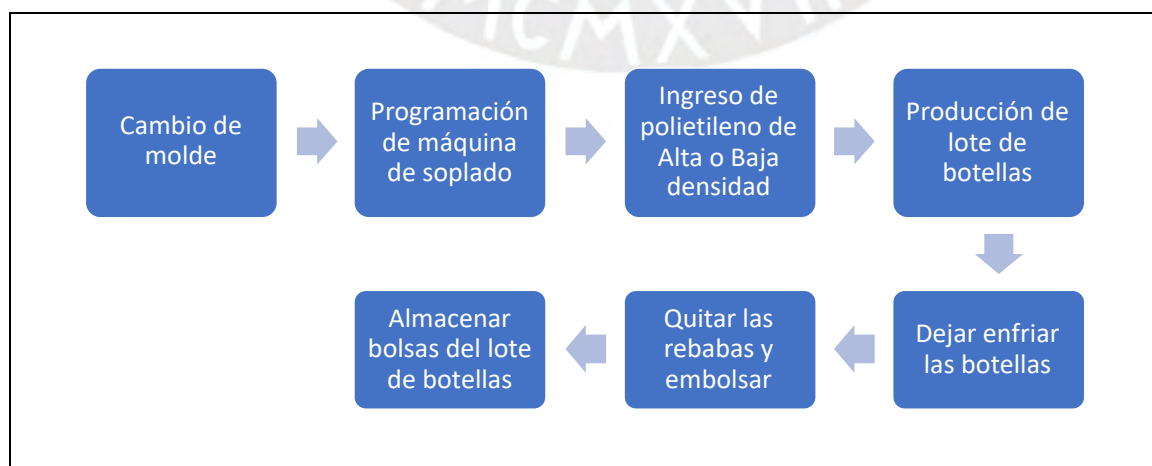 MCMXVII
Cambio de
molde
Programación
de máquina
de soplado
Ingreso de
polietileno de
Alta o Baja
densidad
Producción de
lote de
botellas
Dejar enfriar
las botellas
Quitar las
rebabas y
embolsar
Almacenar
bolsas del lote
de botellas